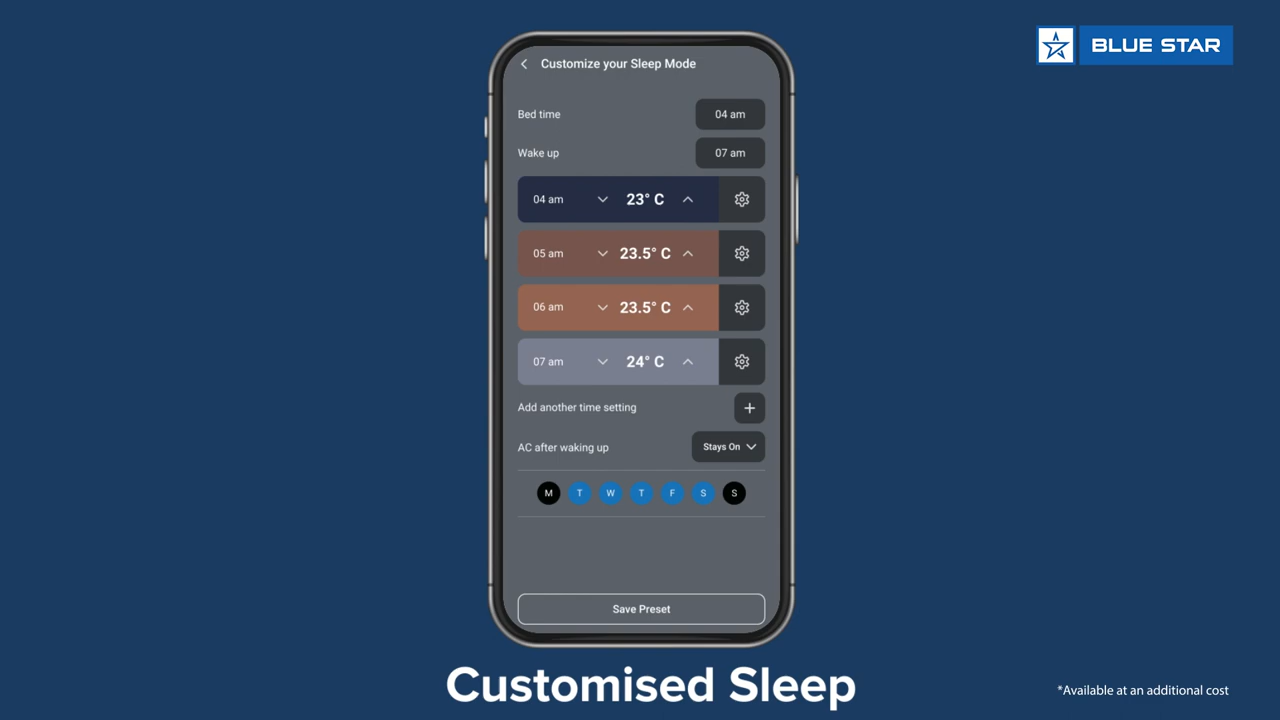 BLUE STAR
Customize your Sleep Mode
Bed time 04 am
Wake up 07 am
04 am 23° C
05 am 23.5° C
06 am 23.5° C
07 am 24° C
Add another time setting +
AC after waking up Stays On
M T W T F S S
Save Preset
Customised Sleep
*Available at an additional cost